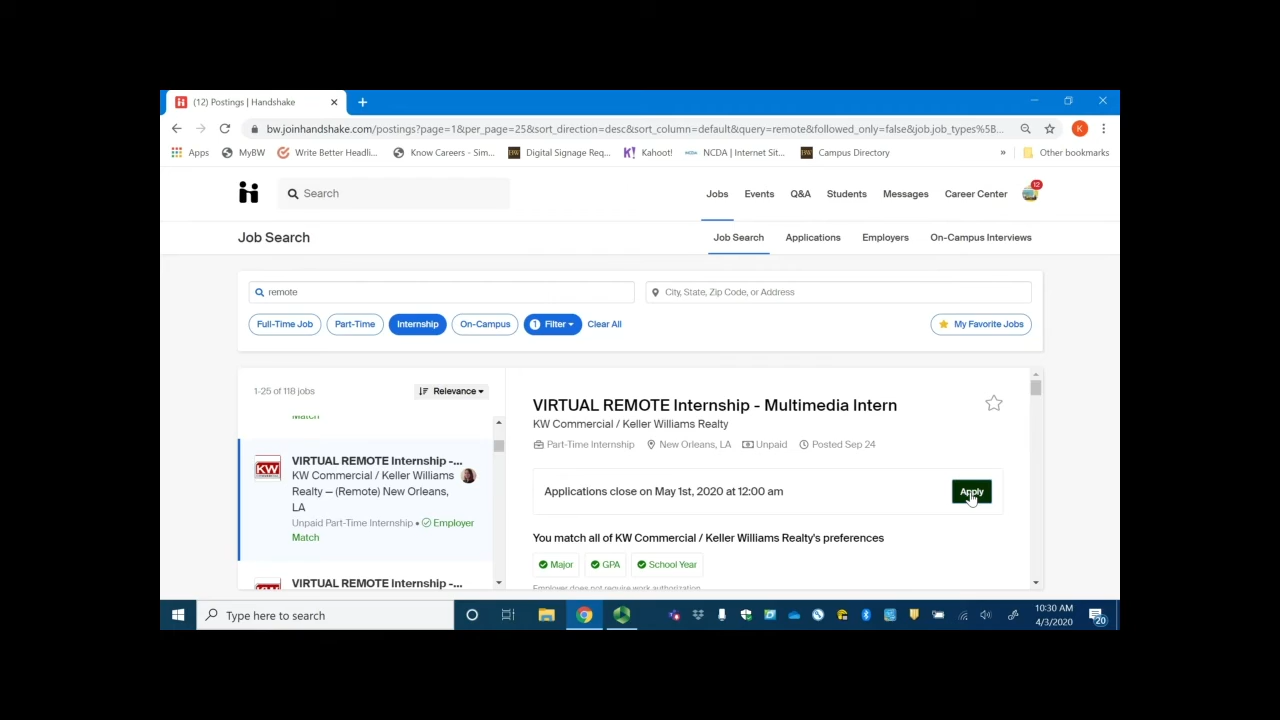 (12) Postings | Handshake
bw.joinhandshake.com/postings?page=1&per_page=25&sort_direction=desc&sort_column=default&query=remote&followed_only=false&job.job_types%5B...
Apps MyBW Write Better Headli... Know Careers - Sim... Digital Signage Req... Kahoot! NCDA | Internet Sit... Campus Directory » Other bookmarks
Search Jobs Events Q&A Students Messages Career Center 12
Job Search Job Search Applications Employers On-Campus Interviews
remote City, State, Zip Code, or Address
Full-Time Job Part-Time Internship On-Campus 1 Filter Clear All My Favorite Jobs
1-25 of 118 jobs Relevance
Match
VIRTUAL REMOTE Internship -...
KW Commercial / Keller Williams
Realty – (Remote) New Orleans,
LA
Unpaid Part-Time Internship • Employer
Match
VIRTUAL REMOTE Internship -...
VIRTUAL REMOTE Internship - Multimedia Intern
KW Commercial / Keller Williams Realty
Part-Time Internship New Orleans, LA Unpaid Posted Sep 24
Applications close on May 1st, 2020 at 12:00 am Apply
You match all of KW Commercial / Keller Williams Realty's preferences
Major GPA School Year
Employer does not require work authorization
Type here to search 10:30 AM
4/3/2020 20